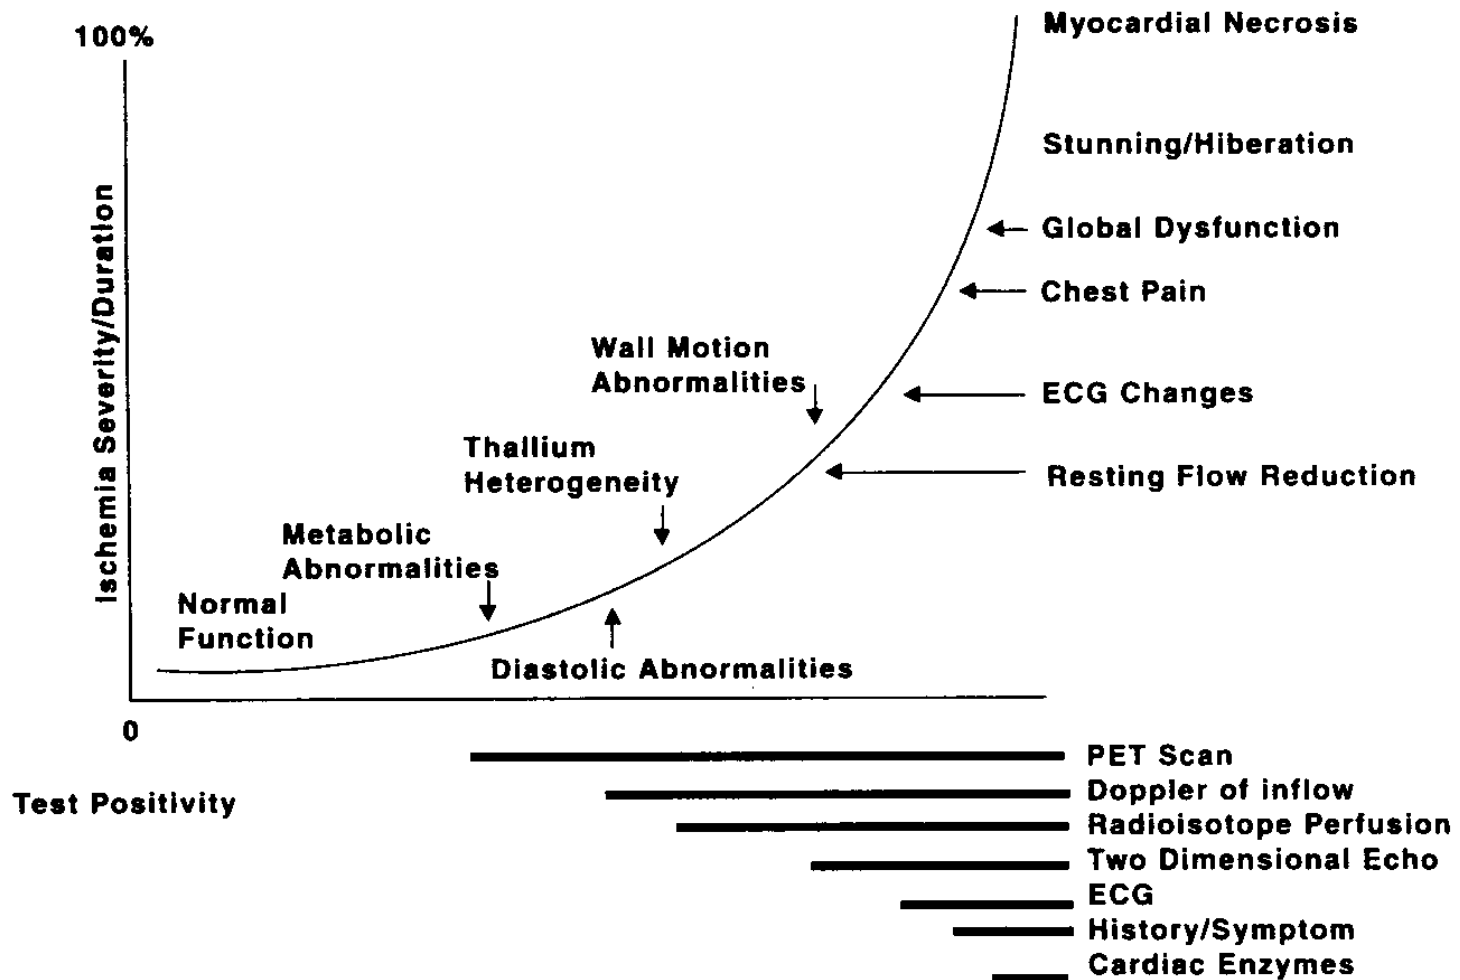 100%
Myocardial Necrosis
Stunning/Hiberation
Global Dysfunction
Chest Pain
Wall Motion
Abnormalities
ECG Changes
Thallium
Heterogeneity
Resting Flow Reduction
Metabolic
Abnormalities
Normal
Function
Diastolic Abnormalities
Ischemia Severity/Duration
0
Test Positivity
PET Scan
Doppler of inflow
Radioisotope Perfusion
Two Dimensional Echo
ECG
History/Symptom
Cardiac Enzymes